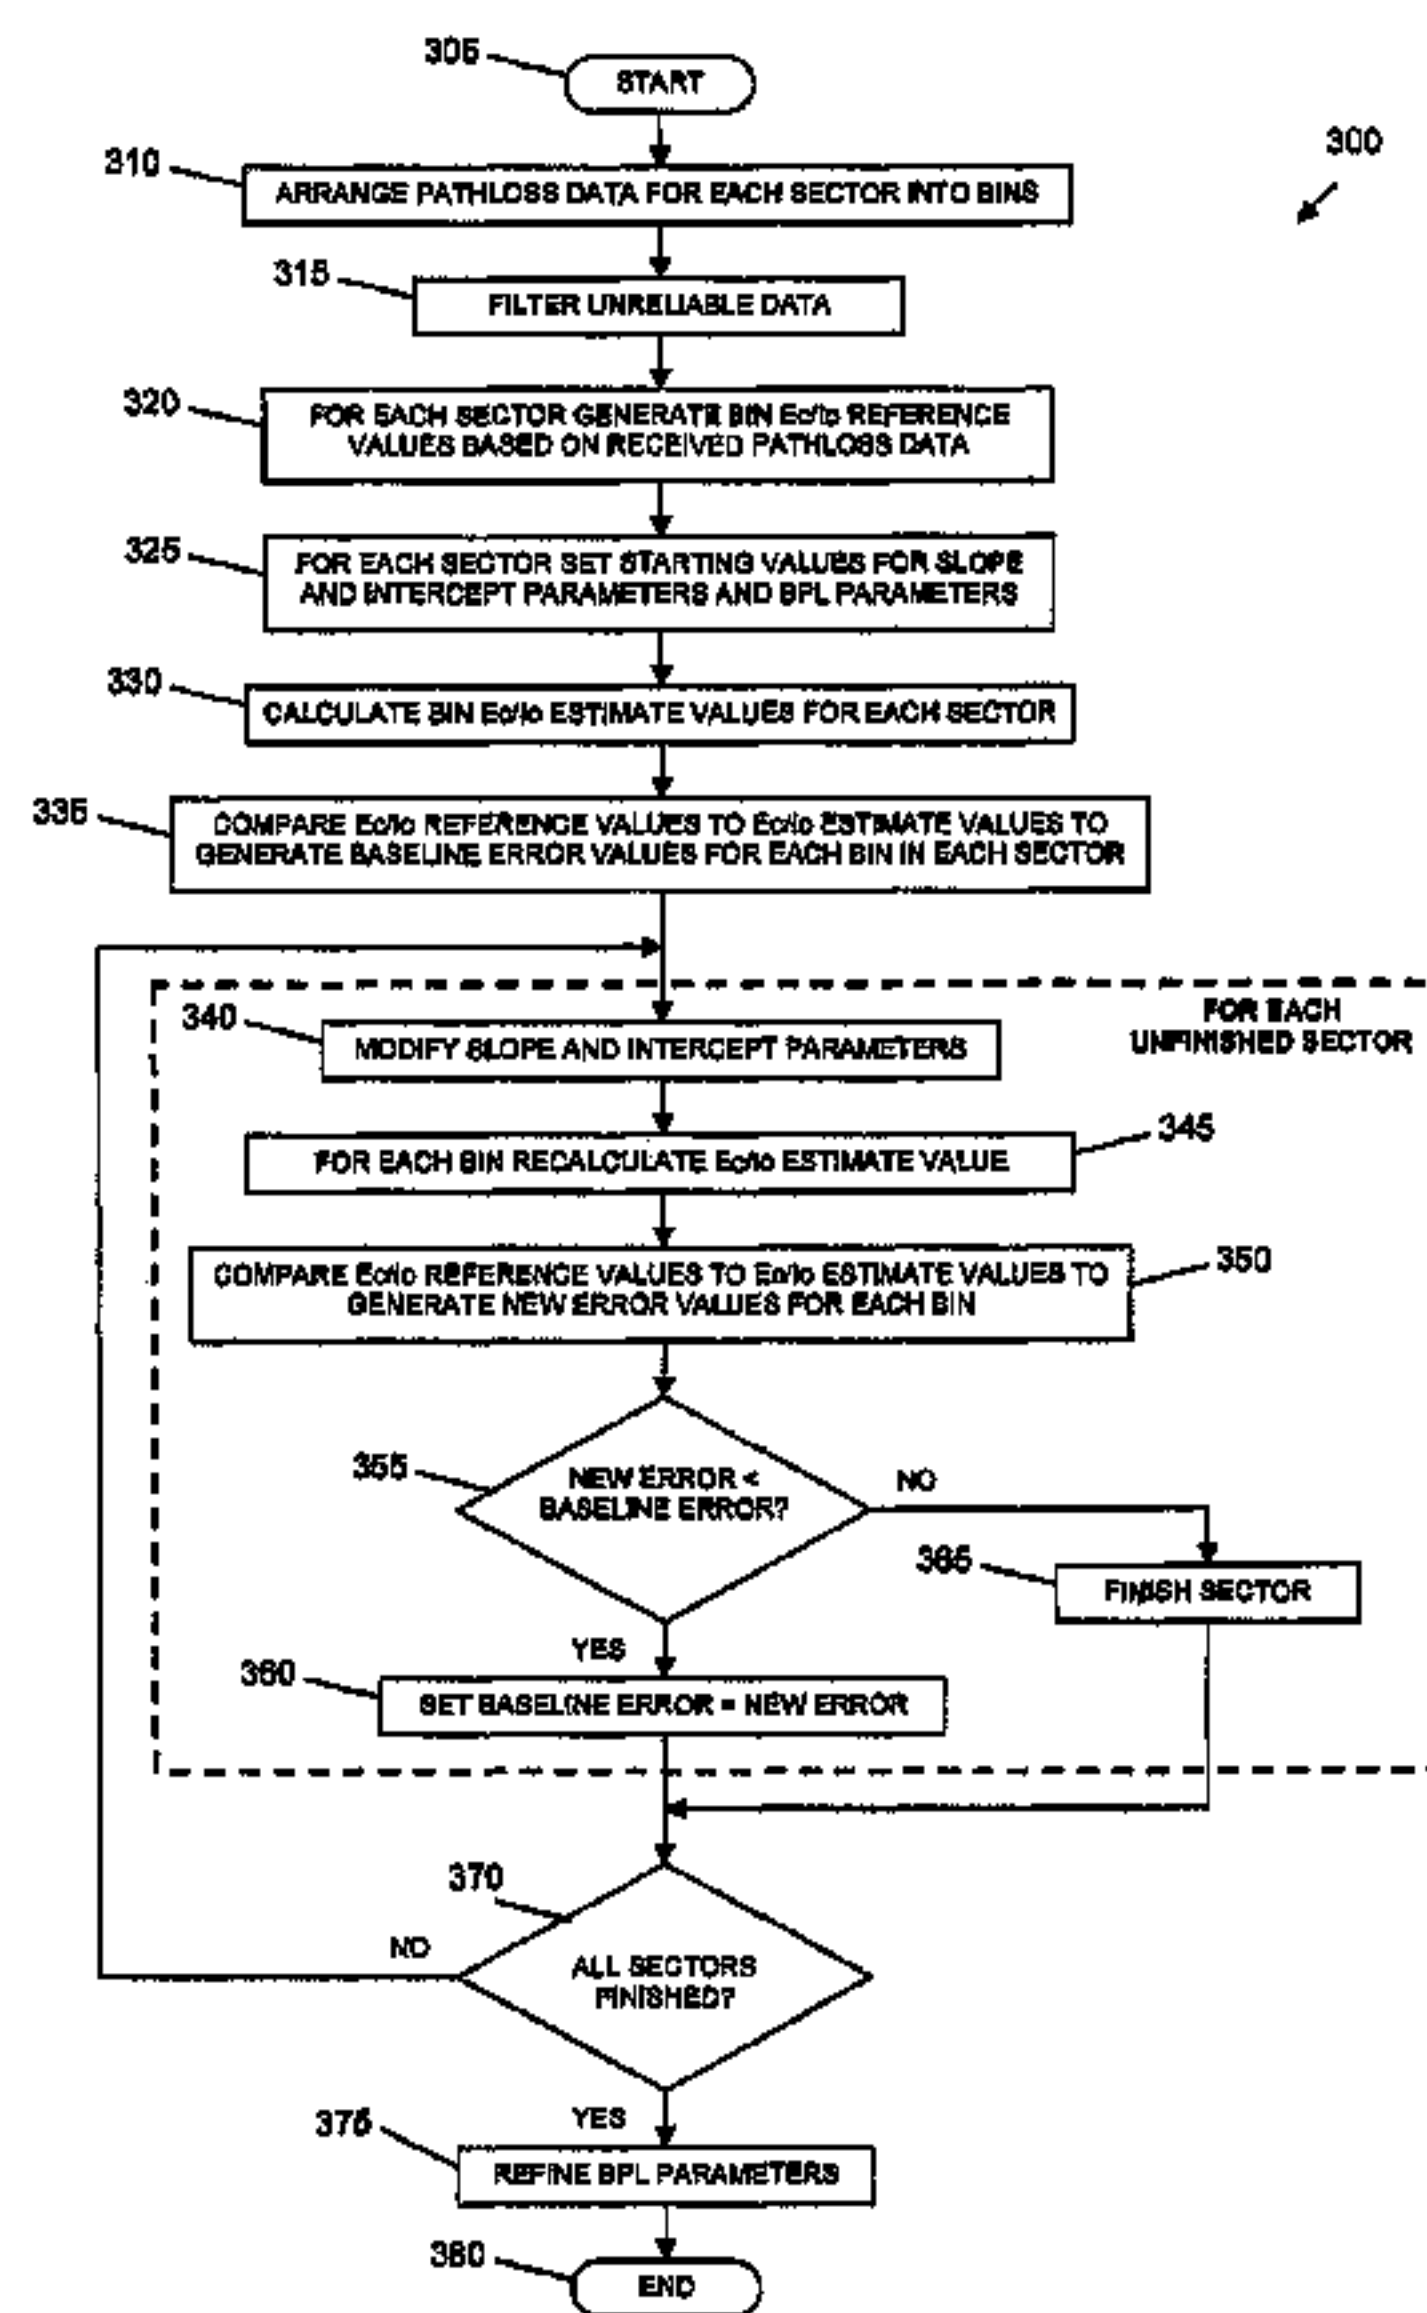 305
START
300
310
ARRANGE PATHLOSS DATA FOR EACH SECTOR INTO BINS
315
FILTER UNRELIABLE DATA
320
FOR EACH SECTOR GENERATE BIN Ec/Io REFERENCE
VALUES BASED ON RECEIVED PATHLOSS DATA
325
FOR EACH SECTOR SET STARTING VALUES FOR SLOPE
AND INTERCEPT PARAMETERS AND BPL PARAMETERS
330
CALCULATE BIN Ec/Io ESTIMATE VALUES FOR EACH SECTOR
335
COMPARE Ec/Io REFERENCE VALUES TO Ec/Io ESTIMATE VALUES TO
GENERATE BASELINE ERROR VALUES FOR EACH BIN IN EACH SECTOR
FOR EACH
UNFINISHED SECTOR
340
MODIFY SLOPE AND INTERCEPT PARAMETERS
345
FOR EACH BIN RECALCULATE Ec/Io ESTIMATE VALUE
350
COMPARE Ec/Io REFERENCE VALUES TO Ec/Io ESTIMATE VALUES TO
GENERATE NEW ERROR VALUES FOR EACH BIN
355
NEW ERROR <
BASELINE ERROR?
NO
365
FINISH SECTOR
YES
360
SET BASELINE ERROR = NEW ERROR
370
NO
ALL SECTORS
FINISHED?
YES
375
REFINE BPL PARAMETERS
380
END